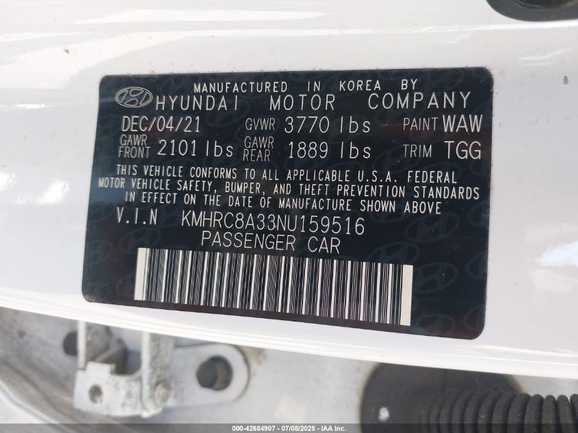 MANUFACTURED IN KOREA BY
HYUNDAI MOTOR COMPANY
DEC/04/21 GVWR 3770 lbs PAINT WAW
GAWR FRONT 2101 lbs GAWR REAR 1889 lbs TRIM TGG
THIS VEHICLE CONFORMS TO ALL APPLICABLE U.S.A. FEDERAL
MOTOR VEHICLE SAFETY, BUMPER, AND THEFT PREVENTION STANDARDS
IN EFFECT ON THE DATE OF MANUFACTURE SHOWN ABOVE
V.I.N KMHRC8A33NU159516
PASSENGER CAR
000-42684907 - 07/08/2025 - IAA Inc.